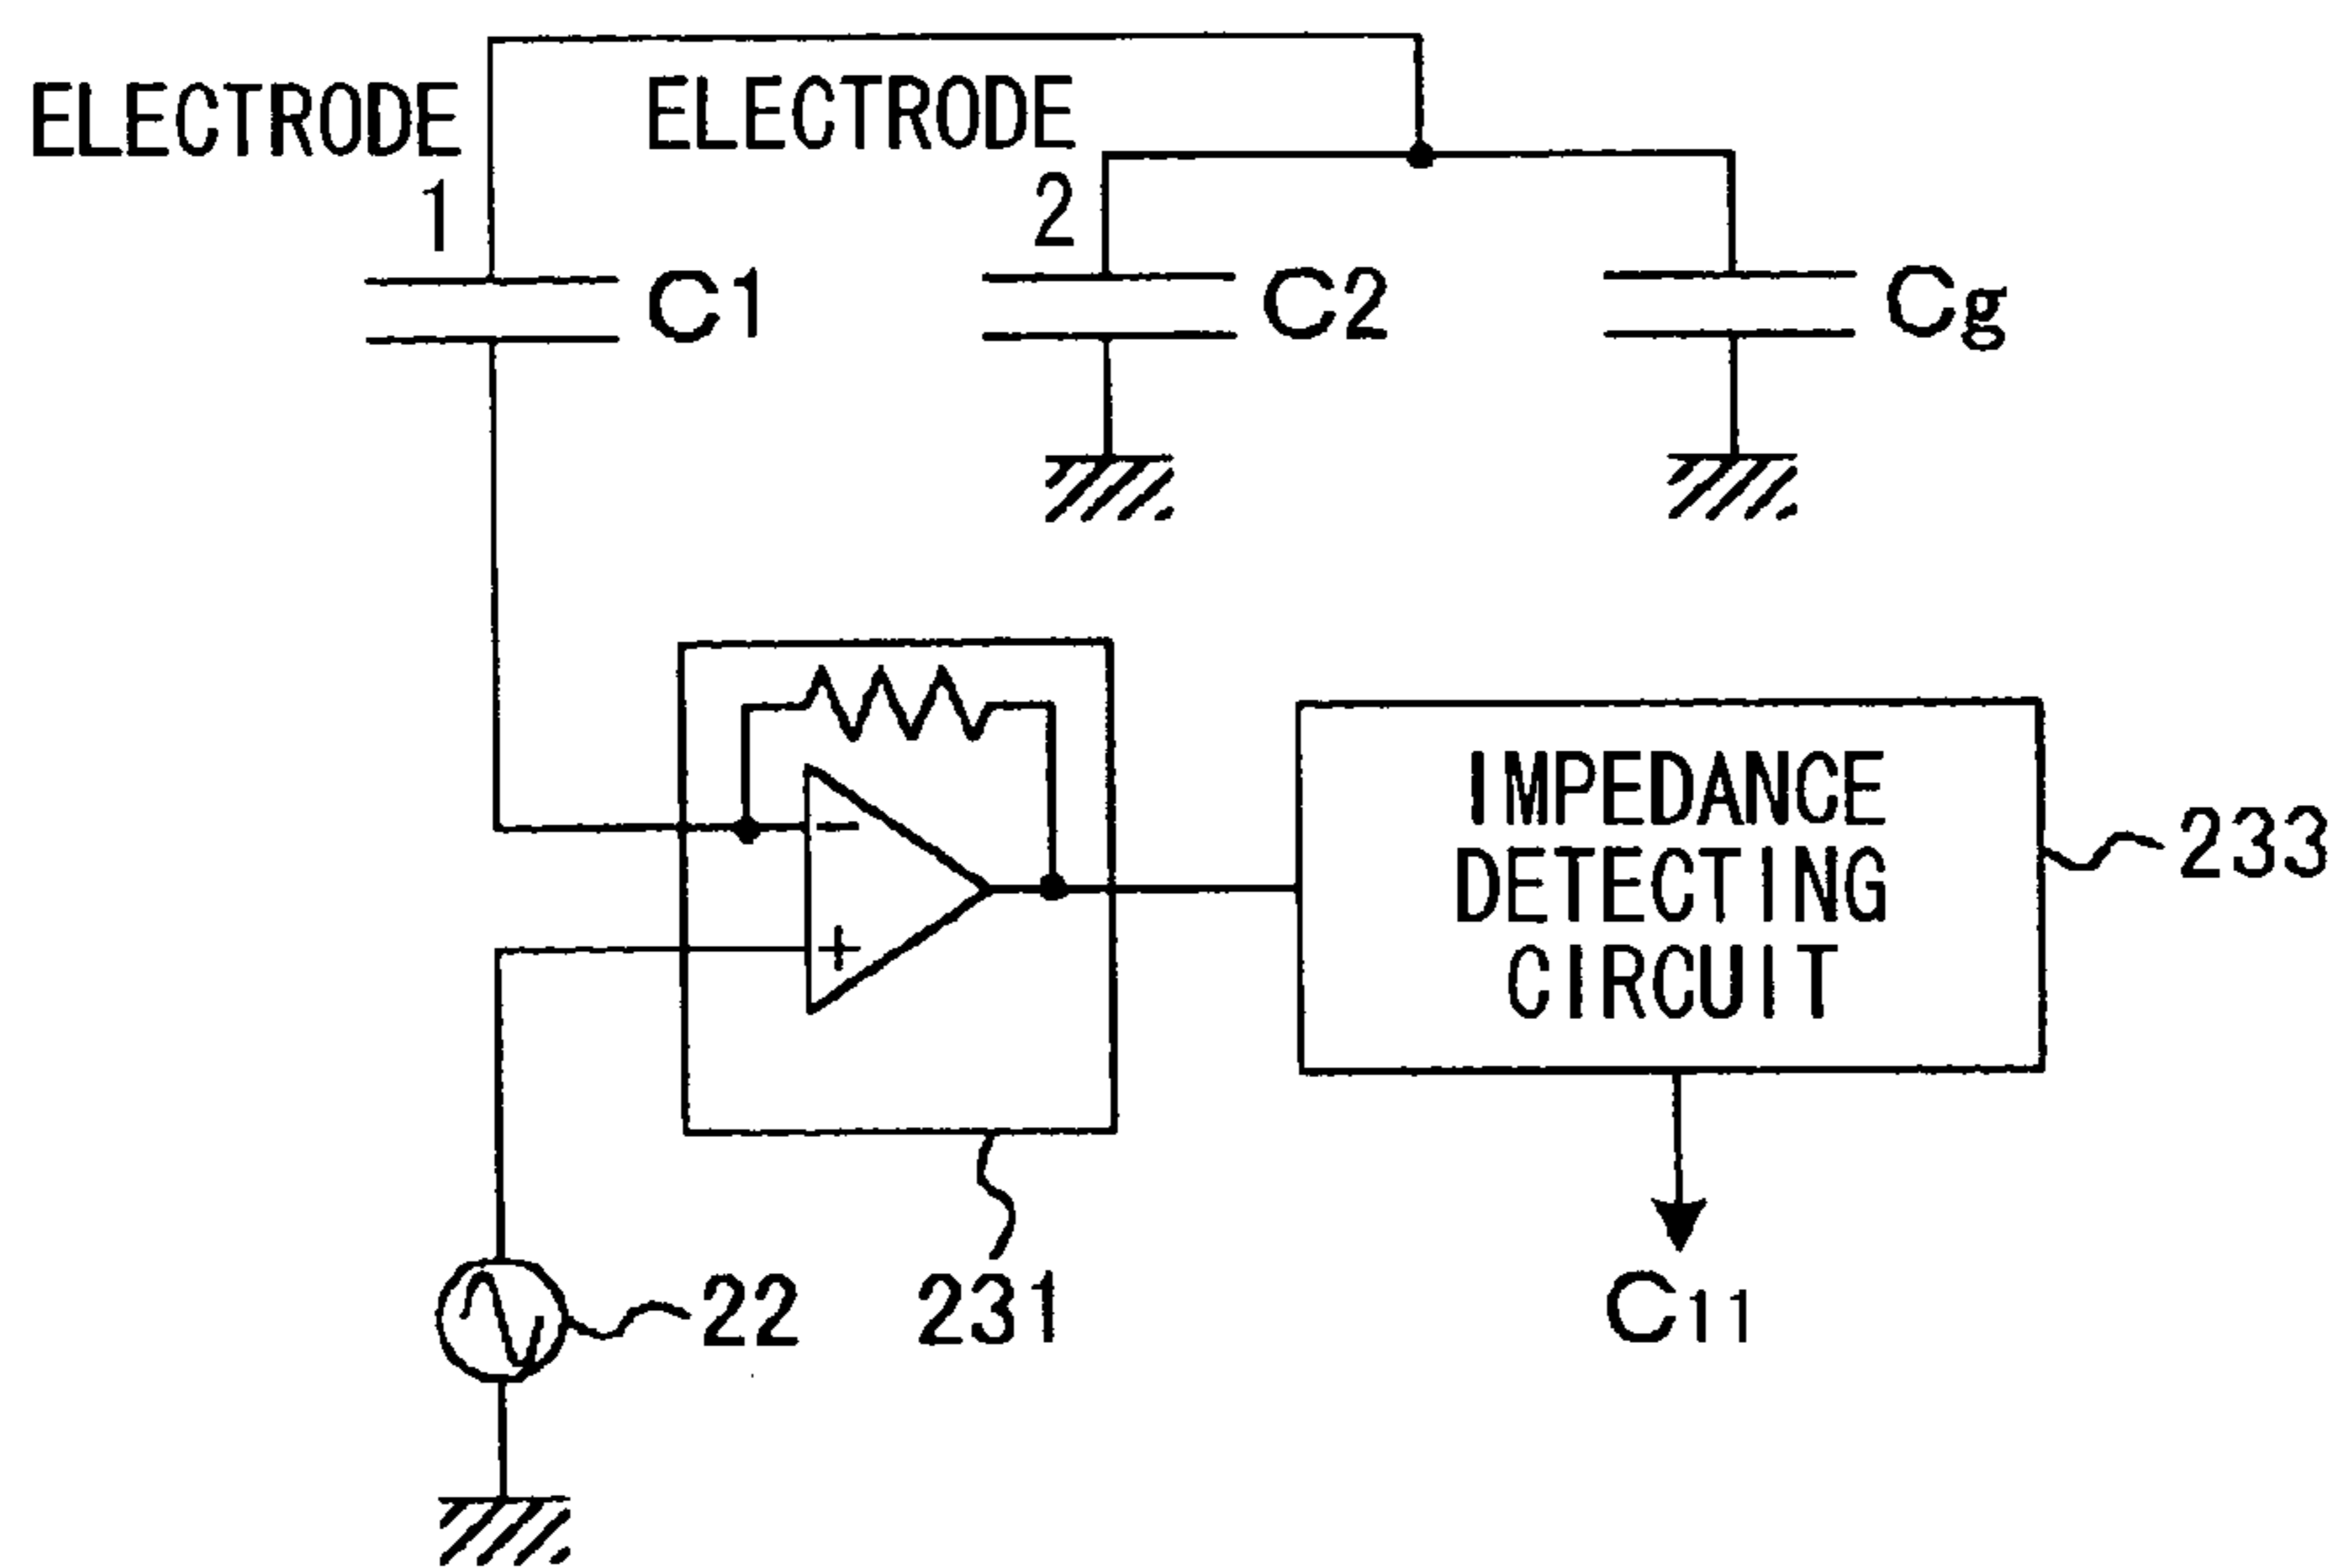 ELECTRODE
1
ELECTRODE
2
C1
C2
Cg
−
+
IMPEDANCE
DETECTING
CIRCUIT
233
22
231
C11